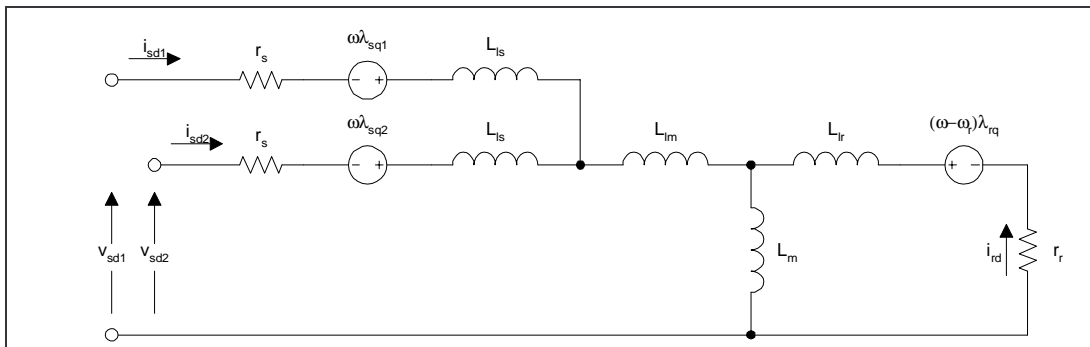 i_sd1
r_s
ωλ_sq1
L_ls
i_sd2
r_s
ωλ_sq2
L_ls
L_lm
L_lr
(ω−ω_r)λ_rq
v_sd1
v_sd2
L_m
i_rd
r_r